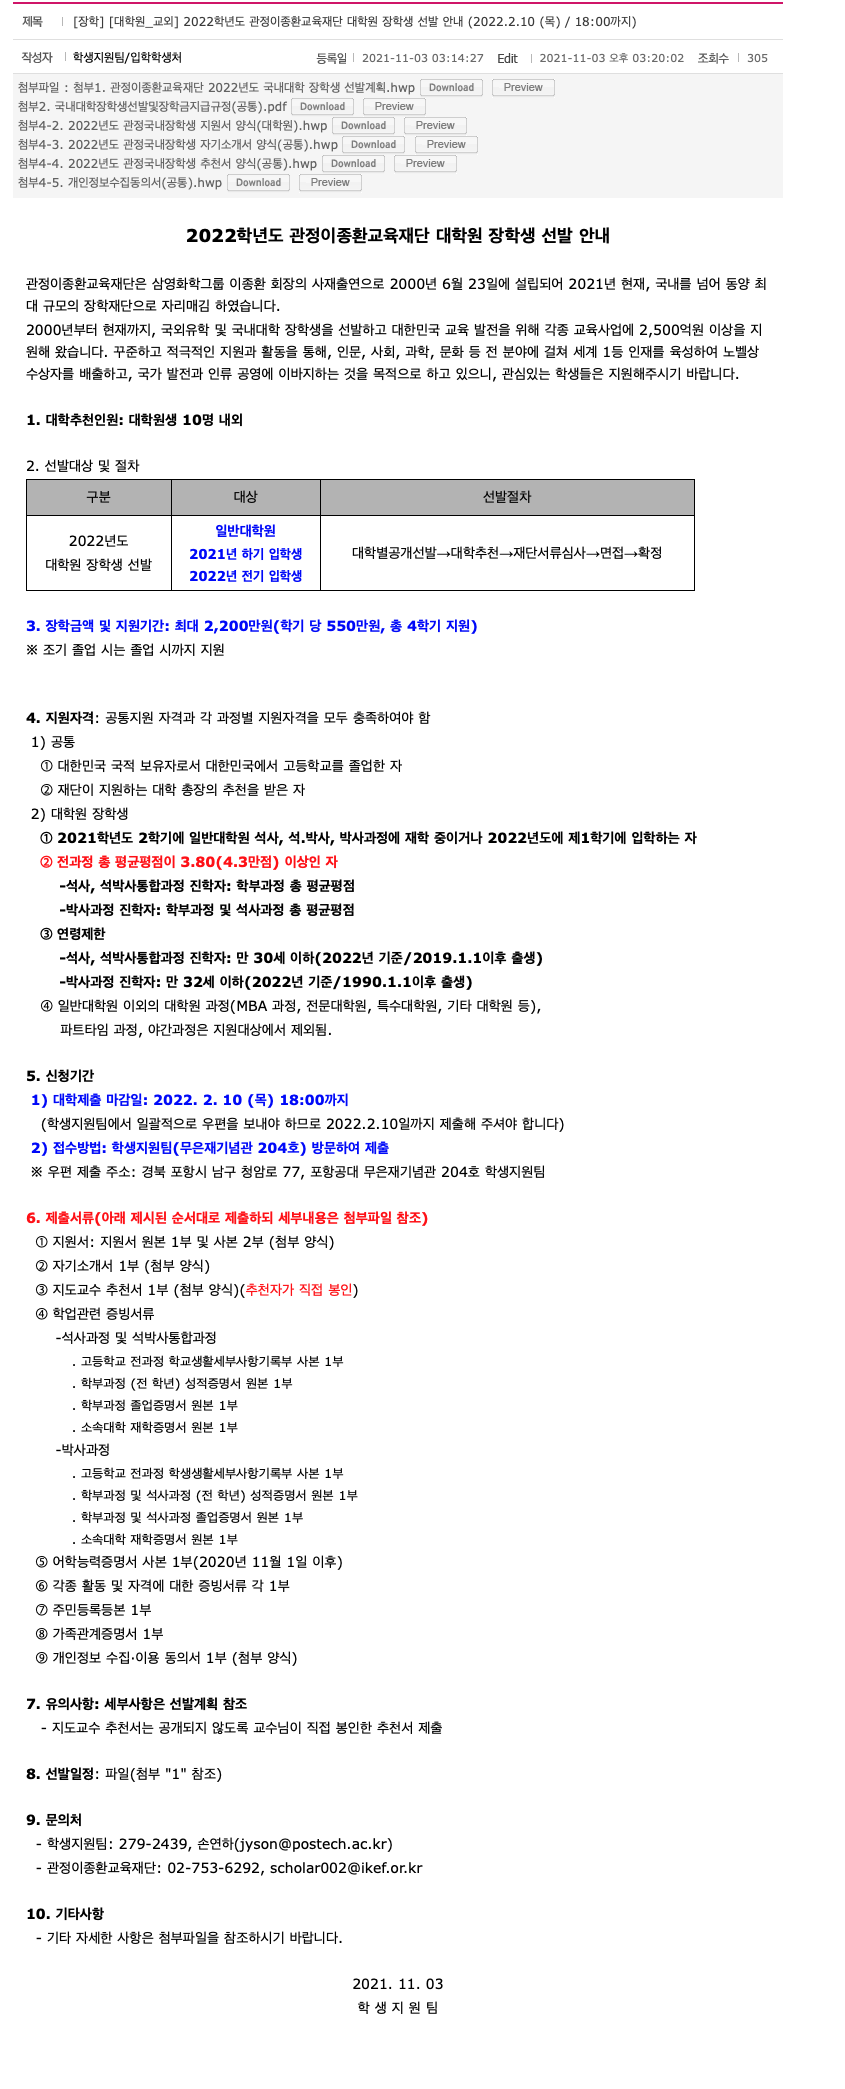 제목 [장학] [대학원_교외] 2022학년도 관정이종환교육재단 대학원 장학생 선발 안내 (2022.2.10 (목) / 18:00까지)
작성자 학생지원팀/입학학생처 등록일 2021-11-03 03:14:27 Edit 2021-11-03 오후 03:20:02 조회수 305
첨부파일 : 첨부1. 관정이종환교육재단 2022년도 국내대학 장학생 선발계획.hwp Download Preview
첨부2. 국내대학장학생선발및장학금지급규정(공통).pdf Download Preview
첨부4-2. 2022년도 관정국내장학생 지원서 양식(대학원).hwp Download Preview
첨부4-3. 2022년도 관정국내장학생 자기소개서 양식(공통).hwp Download Preview
첨부4-4. 2022년도 관정국내장학생 추천서 양식(공통).hwp Download Preview
첨부4-5. 개인정보수집동의서(공통).hwp Download Preview
2022학년도 관정이종환교육재단 대학원 장학생 선발 안내
관정이종환교육재단은 삼영화학그룹 이종환 회장의 사재출연으로 2000년 6월 23일에 설립되어 2021년 현재, 국내를 넘어 동양 최
대 규모의 장학재단으로 자리매김 하였습니다.
2000년부터 현재까지, 국외유학 및 국내대학 장학생을 선발하고 대한민국 교육 발전을 위해 각종 교육사업에 2,500억원 이상을 지
원해 왔습니다. 꾸준하고 적극적인 지원과 활동을 통해, 인문, 사회, 과학, 문화 등 전 분야에 걸쳐 세계 1등 인재를 육성하여 노벨상
수상자를 배출하고, 국가 발전과 인류 공영에 이바지하는 것을 목적으로 하고 있으니, 관심있는 학생들은 지원해주시기 바랍니다.
1. 대학추천인원: 대학원생 10명 내외
2. 선발대상 및 절차
구분 대상 선발절차
2022년도
대학원 장학생 선발
일반대학원
2021년 하기 입학생
2022년 전기 입학생
대학별공개선발→대학추천→재단서류심사→면접→확정
3. 장학금액 및 지원기간: 최대 2,200만원(학기 당 550만원, 총 4학기 지원)
※ 조기 졸업 시는 졸업 시까지 지원
4. 지원자격: 공통지원 자격과 각 과정별 지원자격을 모두 충족하여야 함
1) 공통
① 대한민국 국적 보유자로서 대한민국에서 고등학교를 졸업한 자
② 재단이 지원하는 대학 총장의 추천을 받은 자
2) 대학원 장학생
① 2021학년도 2학기에 일반대학원 석사, 석.박사, 박사과정에 재학 중이거나 2022년도에 제1학기에 입학하는 자
② 전과정 총 평균평점이 3.80(4.3만점) 이상인 자
-석사, 석박사통합과정 진학자: 학부과정 총 평균평점
-박사과정 진학자: 학부과정 및 석사과정 총 평균평점
③ 연령제한
-석사, 석박사통합과정 진학자: 만 30세 이하(2022년 기준/2019.1.1이후 출생)
-박사과정 진학자: 만 32세 이하(2022년 기준/1990.1.1이후 출생)
④ 일반대학원 이외의 대학원 과정(MBA 과정, 전문대학원, 특수대학원, 기타 대학원 등),
파트타임 과정, 야간과정은 지원대상에서 제외됨.
5. 신청기간
1) 대학제출 마감일: 2022. 2. 10 (목) 18:00까지
(학생지원팀에서 일괄적으로 우편을 보내야 하므로 2022.2.10일까지 제출해 주셔야 합니다)
2) 접수방법: 학생지원팀(무은재기념관 204호) 방문하여 제출
※ 우편 제출 주소: 경북 포항시 남구 청암로 77, 포항공대 무은재기념관 204호 학생지원팀
6. 제출서류(아래 제시된 순서대로 제출하되 세부내용은 첨부파일 참조)
① 지원서: 지원서 원본 1부 및 사본 2부 (첨부 양식)
② 자기소개서 1부 (첨부 양식)
③ 지도교수 추천서 1부 (첨부 양식)(추천자가 직접 봉인)
④ 학업관련 증빙서류
-석사과정 및 석박사통합과정
. 고등학교 전과정 학교생활세부사항기록부 사본 1부
. 학부과정 (전 학년) 성적증명서 원본 1부
. 학부과정 졸업증명서 원본 1부
. 소속대학 재학증명서 원본 1부
-박사과정
. 고등학교 전과정 학생생활세부사항기록부 사본 1부
. 학부과정 및 석사과정 (전 학년) 성적증명서 원본 1부
. 학부과정 및 석사과정 졸업증명서 원본 1부
. 소속대학 재학증명서 원본 1부
⑤ 어학능력증명서 사본 1부(2020년 11월 1일 이후)
⑥ 각종 활동 및 자격에 대한 증빙서류 각 1부
⑦ 주민등록등본 1부
⑧ 가족관계증명서 1부
⑨ 개인정보 수집·이용 동의서 1부 (첨부 양식)
7. 유의사항: 세부사항은 선발계획 참조
- 지도교수 추천서는 공개되지 않도록 교수님이 직접 봉인한 추천서 제출
8. 선발일정: 파일(첨부 "1" 참조)
9. 문의처
- 학생지원팀: 279-2439, 손연하(jyson@postech.ac.kr)
- 관정이종환교육재단: 02-753-6292, scholar002@ikef.or.kr
10. 기타사항
- 기타 자세한 사항은 첨부파일을 참조하시기 바랍니다.
2021. 11. 03
학 생 지 원 팀